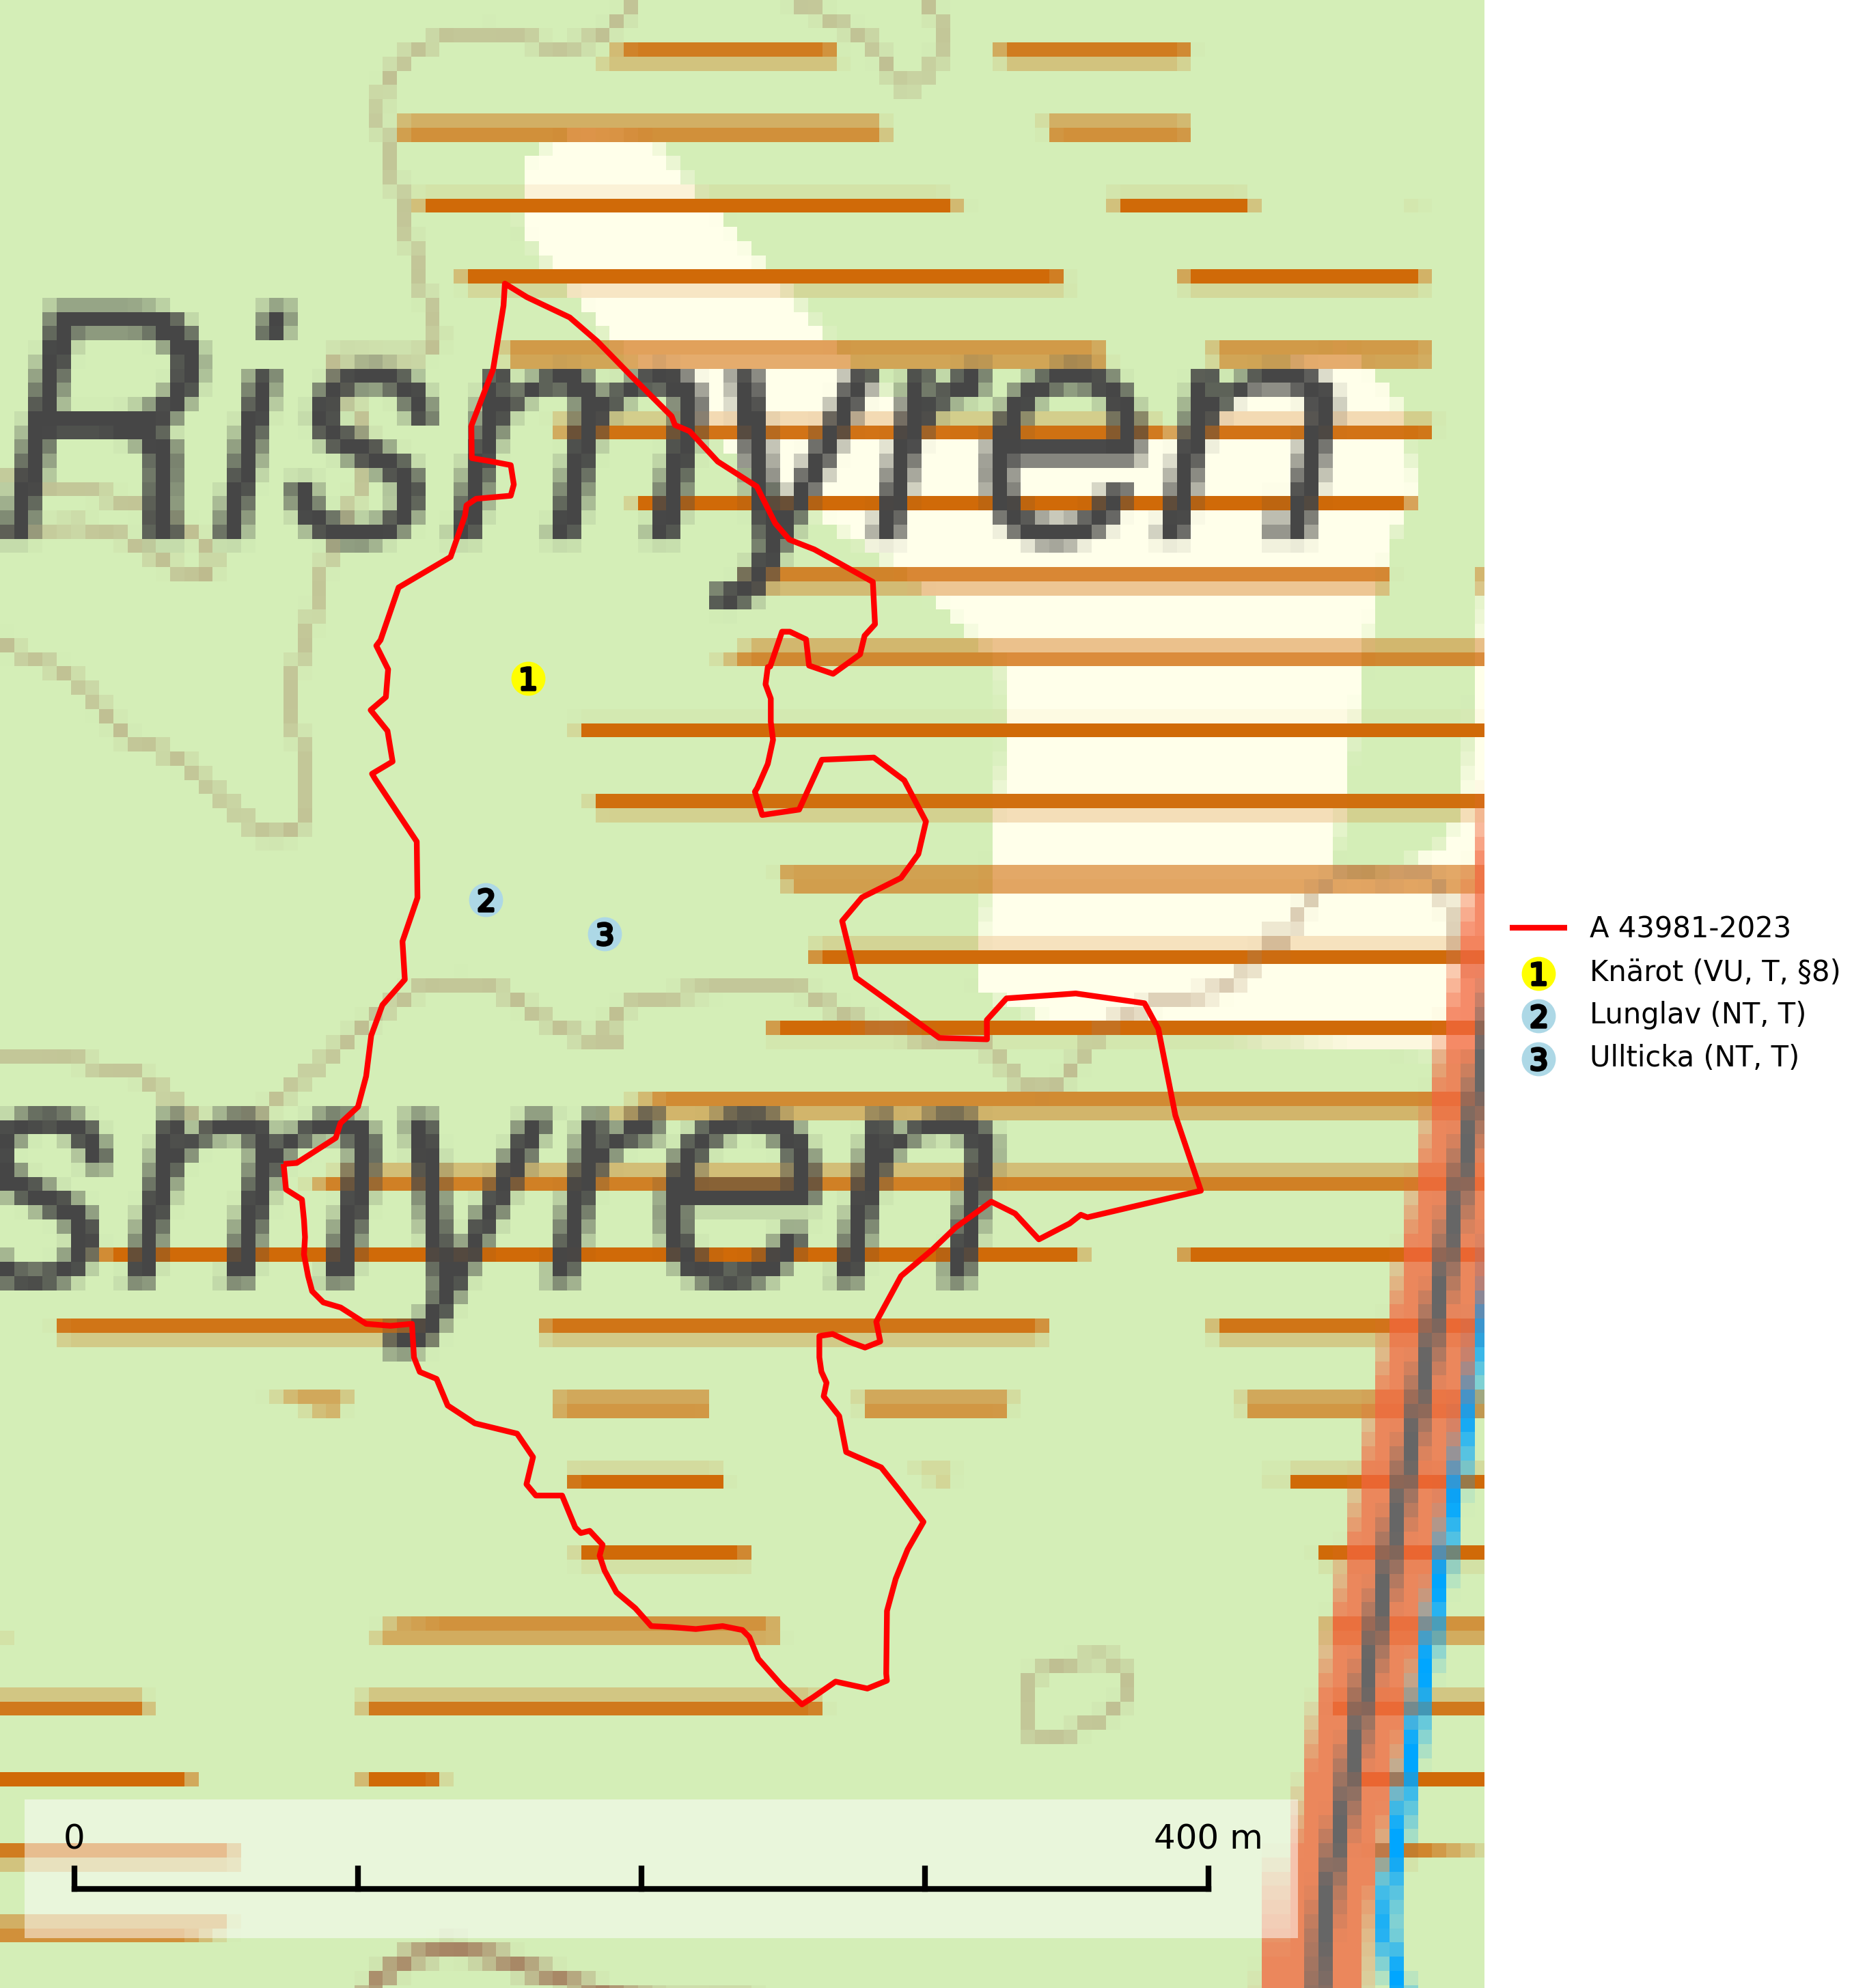 Rismyren
1
2
3
smyren
0 400 m
A 43981-2023
1 Knärot (VU, T, §8)
2 Lunglav (NT, T)
3 Ullticka (NT, T)